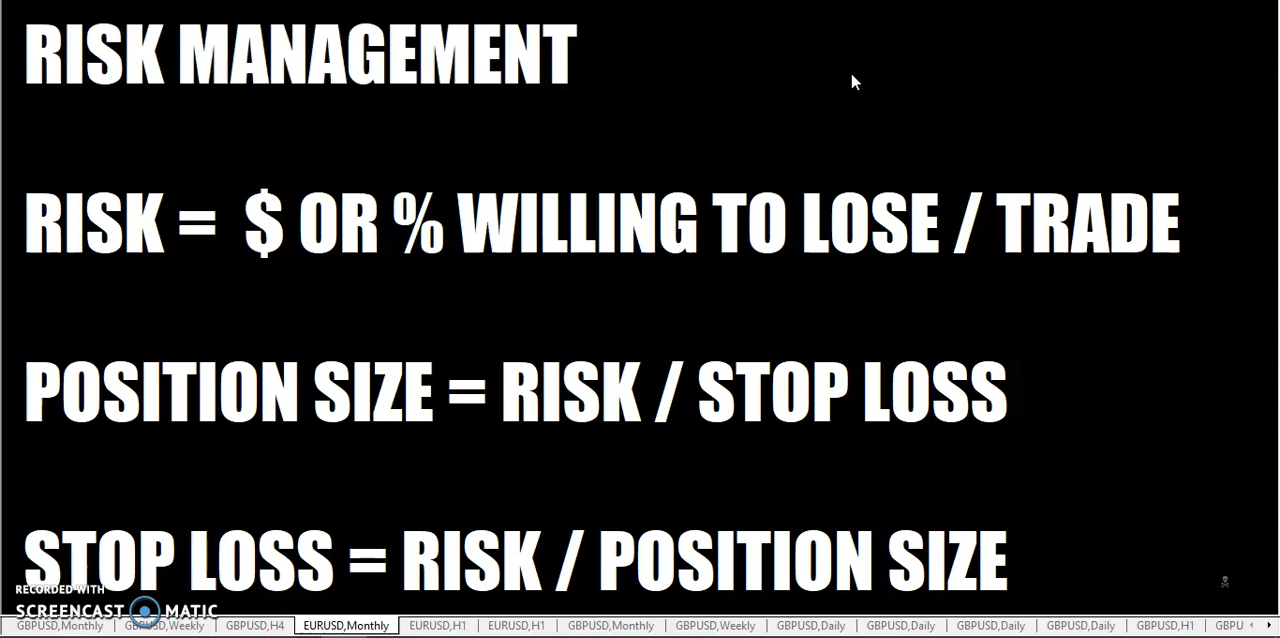 RISK MANAGEMENT
RISK = $ OR % WILLING TO LOSE / TRADE
POSITION SIZE = RISK / STOP LOSS
STOP LOSS = RISK / POSITION SIZE
RECORDED WITH
SCREENCAST MATIC
GBPUSD,Monthly GBPUSD,Weekly GBPUSD,H4 EURUSD,Monthly EURUSD,H1 EURUSD,H1 GBPUSD,Monthly GBPUSD,Weekly GBPUSD,Daily GBPUSD,Daily GBPUSD,Daily GBPUSD,Daily GBPUSD,H1 GBPU